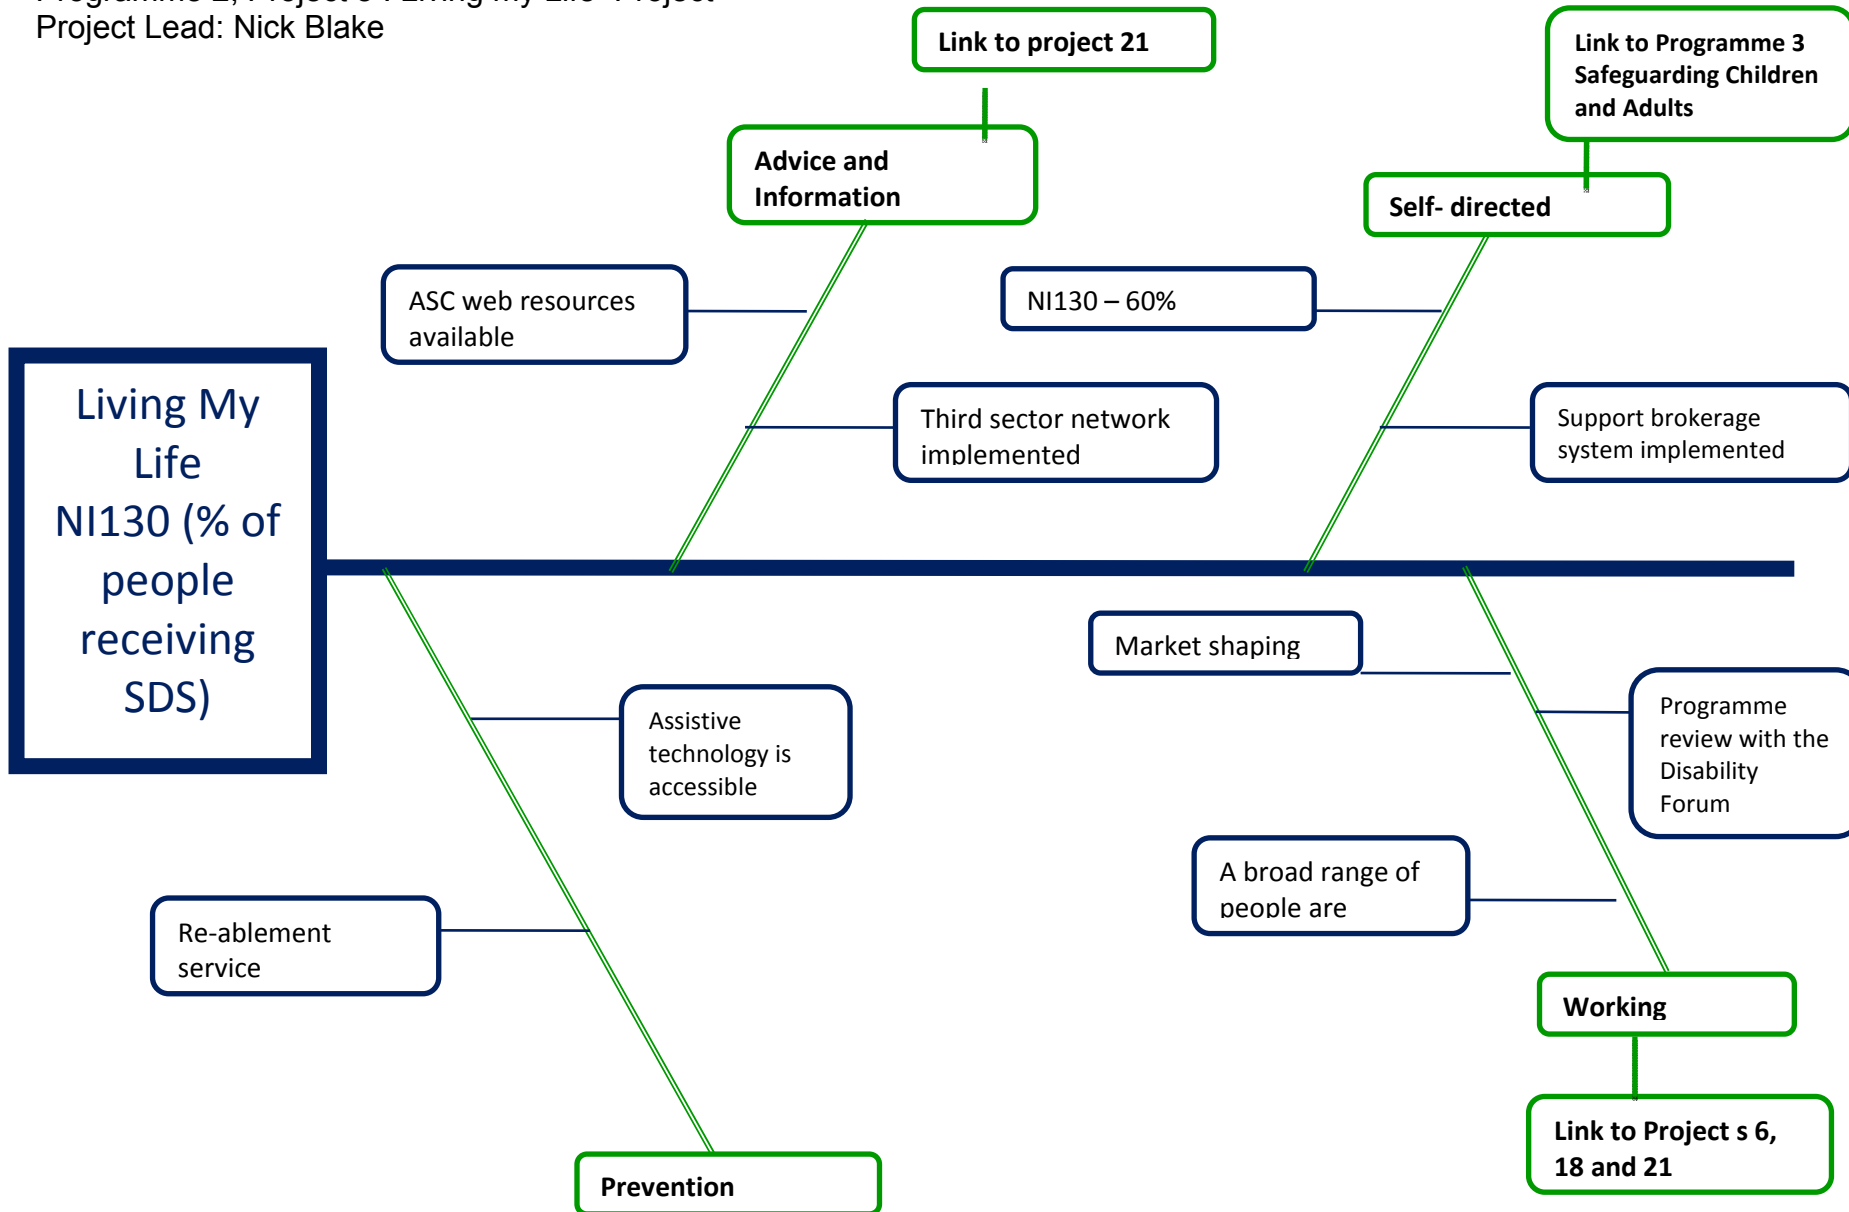 Project Lead: Nick Blake
Link to project 21
Link to Programme 3
Safeguarding Children
and Adults
Advice and
Information
Self- directed
ASC web resources
available
NI130 – 60%
Third sector network
implemented
Support brokerage
system implemented
Living My
Life
NI130 (% of
people
receiving
SDS)
Market shaping
Assistive
technology is
accessible
Programme
review with the
Disability
Forum
A broad range of
people are
Re-ablement
service
Working
Link to Project s 6,
18 and 21
Prevention